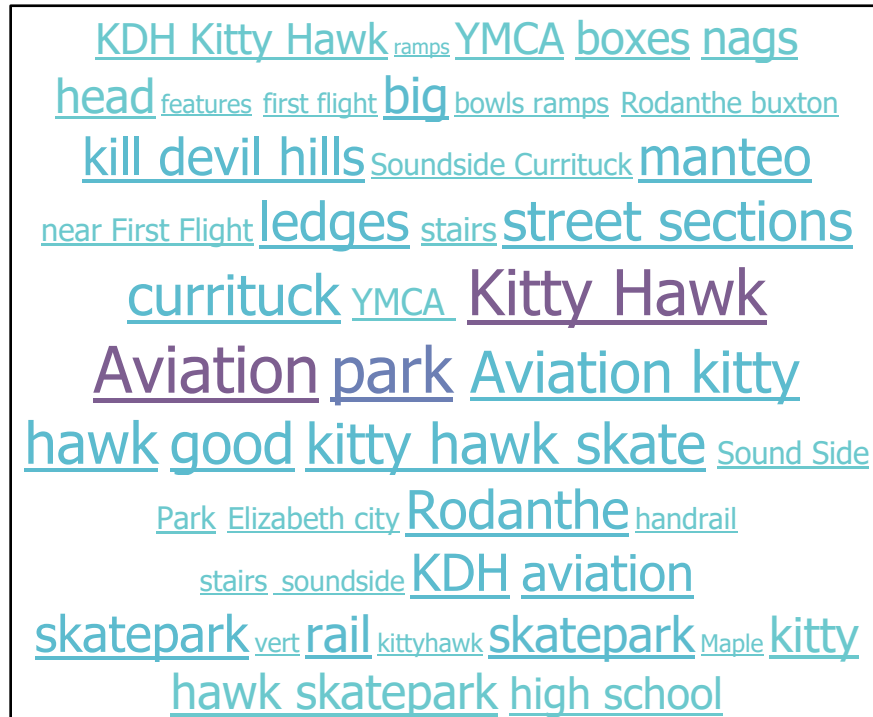 KDH Kitty Hawk ramps YMCA boxes nags
head features first flight big bowls ramps Rodanthe buxton
kill devil hills Soundside Currituck manteo
near First Flight ledges stairs street sections
currituck YMCA Kitty Hawk
Aviation park Aviation kitty
hawk good kitty hawk skate Sound Side
Park Elizabeth city Rodanthe handrail
stairs soundside KDH aviation
skatepark vert rail kittyhawk skatepark Maple kitty
hawk skatepark high school